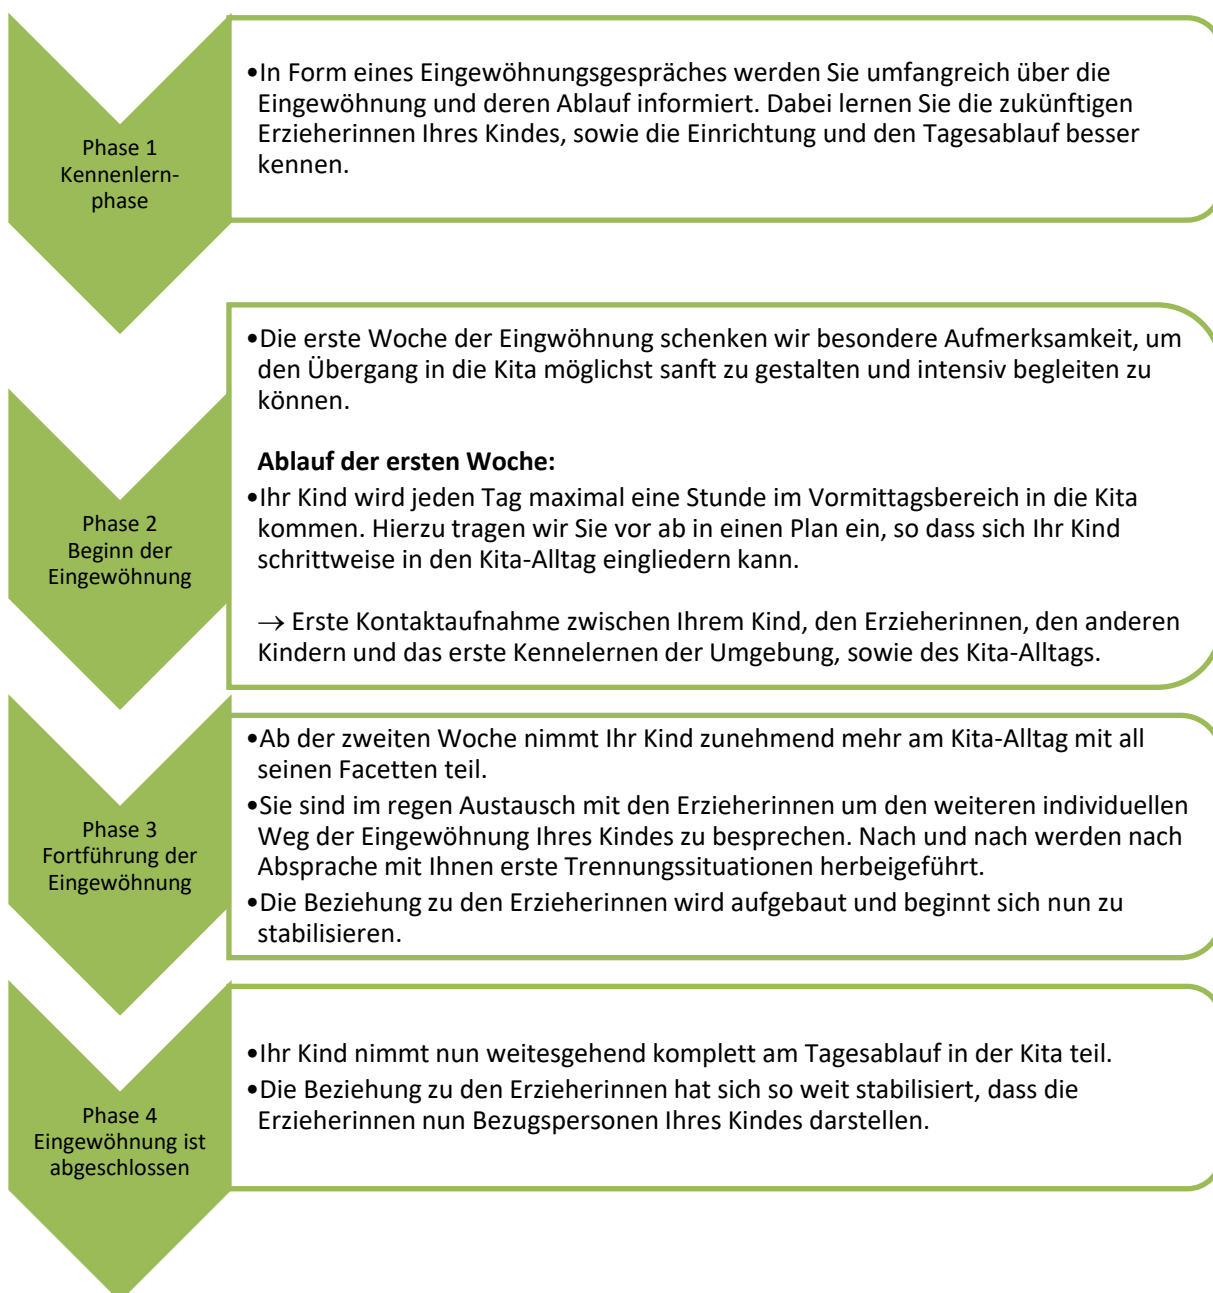 Phase 1
Kennenlern-
phase
•In Form eines Eingewöhnungsgespräches werden Sie umfangreich über die
Eingewöhnung und deren Ablauf informiert. Dabei lernen Sie die zukünftigen
Erzieherinnen Ihres Kindes, sowie die Einrichtung und den Tagesablauf besser
kennen.
Phase 2
Beginn der
Eingewöhnung
•Die erste Woche der Eingwöhnung schenken wir besondere Aufmerksamkeit, um
den Übergang in die Kita möglichst sanft zu gestalten und intensiv begleiten zu
können.
Ablauf der ersten Woche:
•Ihr Kind wird jeden Tag maximal eine Stunde im Vormittagsbereich in die Kita
kommen. Hierzu tragen wir Sie vor ab in einen Plan ein, so dass sich Ihr Kind
schrittweise in den Kita-Alltag eingliedern kann.
→ Erste Kontaktaufnahme zwischen Ihrem Kind, den Erzieherinnen, den anderen
Kindern und das erste Kennelernen der Umgebung, sowie des Kita-Alltags.
Phase 3
Fortführung der
Eingewöhnung
•Ab der zweiten Woche nimmt Ihr Kind zunehmend mehr am Kita-Alltag mit all
seinen Facetten teil.
•Sie sind im regen Austausch mit den Erzieherinnen um den weiteren individuellen
Weg der Eingewöhnung Ihres Kindes zu besprechen. Nach und nach werden nach
Absprache mit Ihnen erste Trennungssituationen herbeigeführt.
•Die Beziehung zu den Erzieherinnen wird aufgebaut und beginnt sich nun zu
stabilisieren.
Phase 4
Eingewöhnung ist
abgeschlossen
•Ihr Kind nimmt nun weitesgehend komplett am Tagesablauf in der Kita teil.
•Die Beziehung zu den Erzieherinnen hat sich so weit stabilisiert, dass die
Erzieherinnen nun Bezugspersonen Ihres Kindes darstellen.